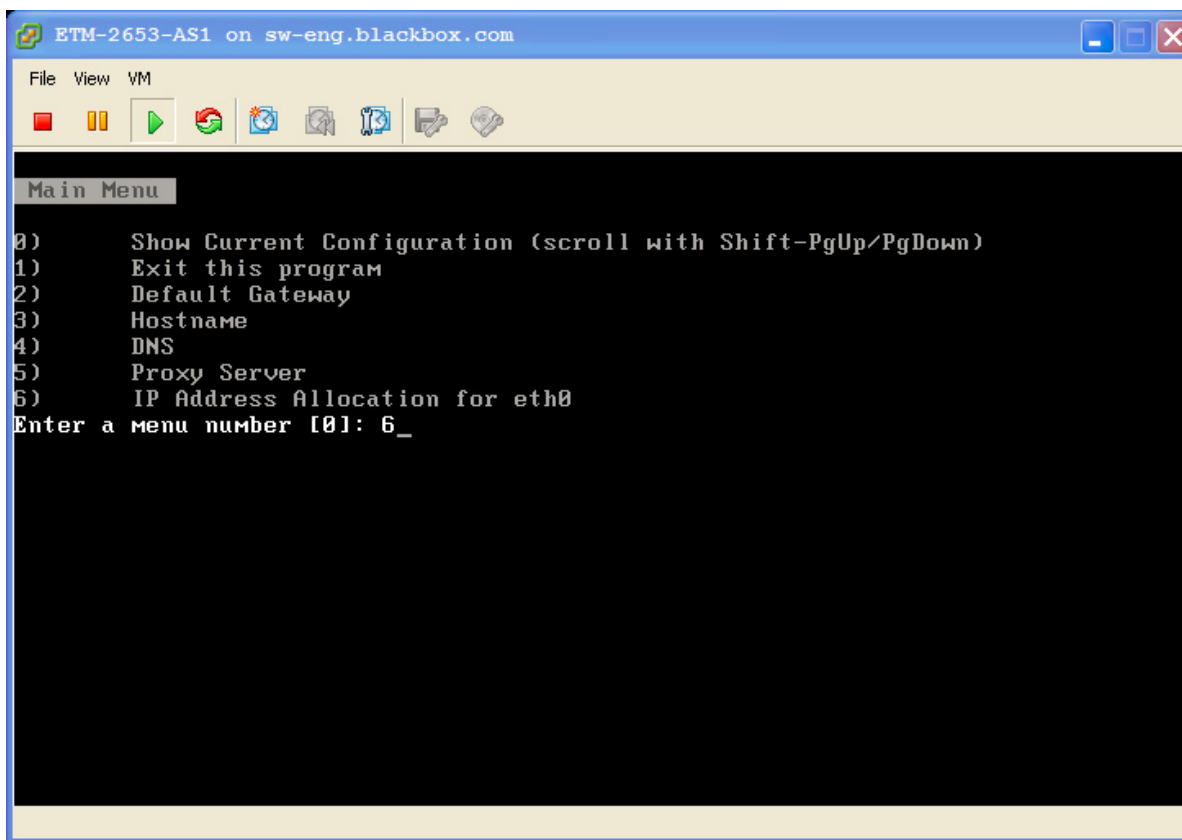 ETM-2653-AS1 on sw-eng.blackbox.com
File View VM
Main Menu
0) Show Current Configuration (scroll with Shift-PgUp/PgDown)
1) Exit this program
2) Default Gateway
3) Hostname
4) DNS
5) Proxy Server
6) IP Address Allocation for eth0
Enter a menu number [0]: 6_